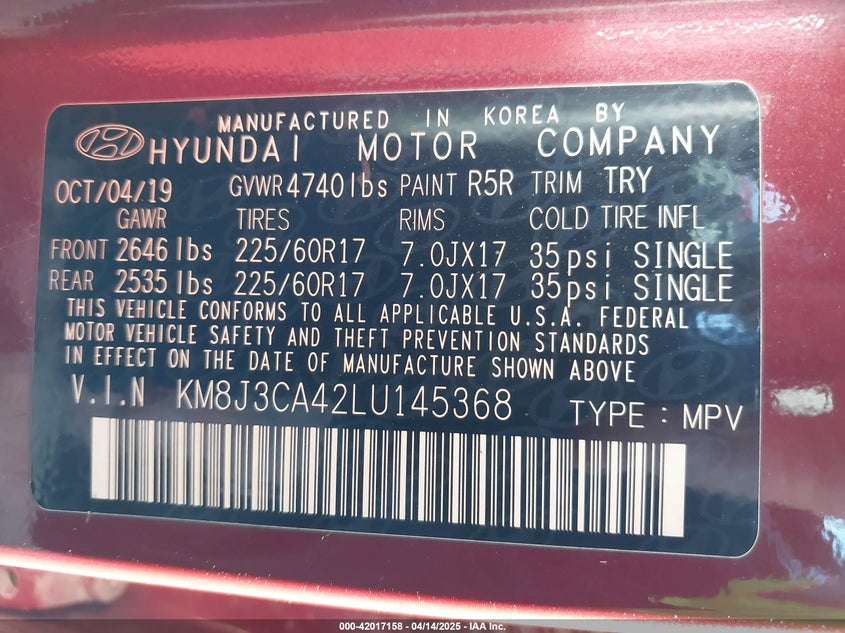 MANUFACTURED IN KOREA BY
HYUNDAI MOTOR COMPANY
OCT/04/19 GVWR 4740lbs PAINT R5R TRIM TRY
GAWR TIRES RIMS COLD TIRE INFL
FRONT 2646 lbs 225/60R17 7.0JX17 35psi SINGLE
REAR 2535 lbs 225/60R17 7.0JX17 35psi SINGLE
THIS VEHICLE CONFORMS TO ALL APPLICABLE U.S.A. FEDERAL
MOTOR VEHICLE SAFETY AND THEFT PREVENTION STANDARDS
IN EFFECT ON THE DATE OF MANUFACTURE SHOWN ABOVE
V.I.N KM8J3CA42LU145368 TYPE : MPV
000-42017158 - 04/14/2025 - IAA Inc.